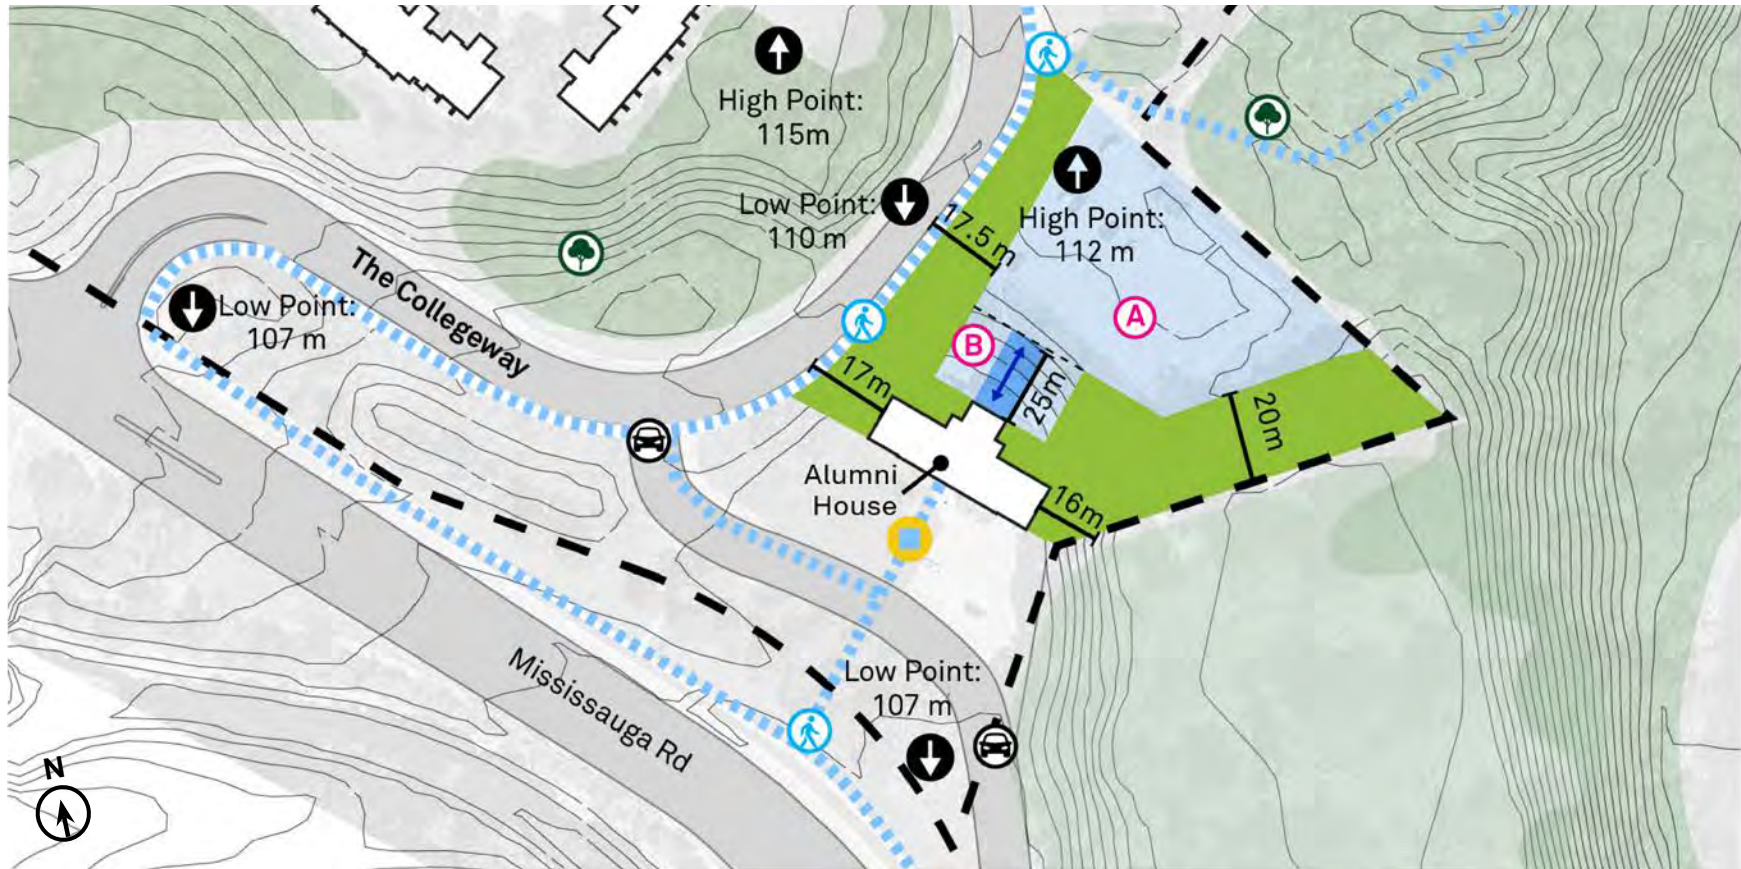 High Point:
115m
Low Point:
110 m
17.5 m
High Point:
112 m
The Collegeway
Low Point:
107 m
A
B
17m
25m
20m
Alumni
House
16m
Low Point:
107 m
Mississauga Rd
N